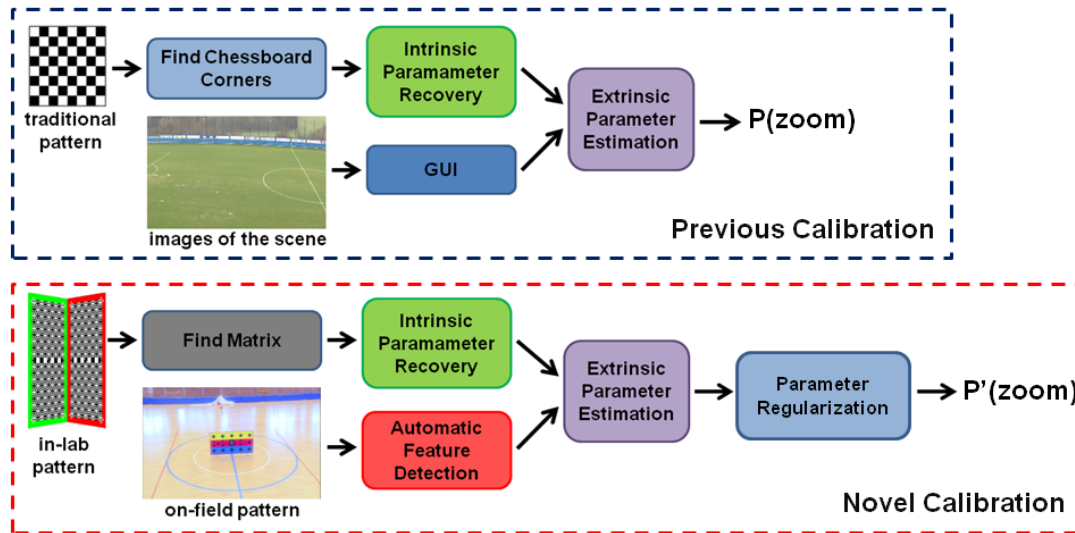 Find Chessboard
Corners
Intrinsic
Paramameter
Recovery
Extrinsic
Parameter
Estimation
P(zoom)
traditional
pattern
GUI
images of the scene
Previous Calibration
Find Matrix
Intrinsic
Paramameter
Recovery
Extrinsic
Parameter
Estimation
Parameter
Regularization
P'(zoom)
in-lab
pattern
Automatic
Feature
Detection
on-field pattern
Novel Calibration